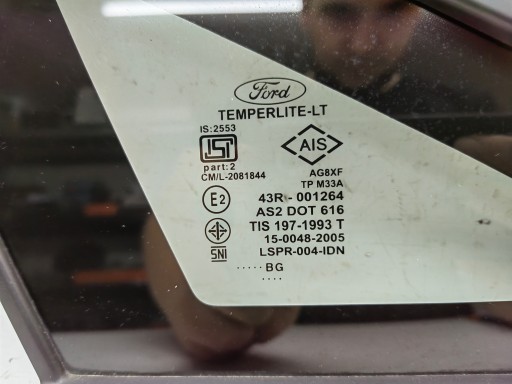 Ford
TEMPERLITE-LT
IS:2553
ISI
part:2
CM/L-2081844
AIS
AG8XF
TP M33A
E2
43R - 001264
AS2 DOT 616
TIS 197-1993 T
15-0048-2005
SNI
LSPR-004-IDN
.....BG
...